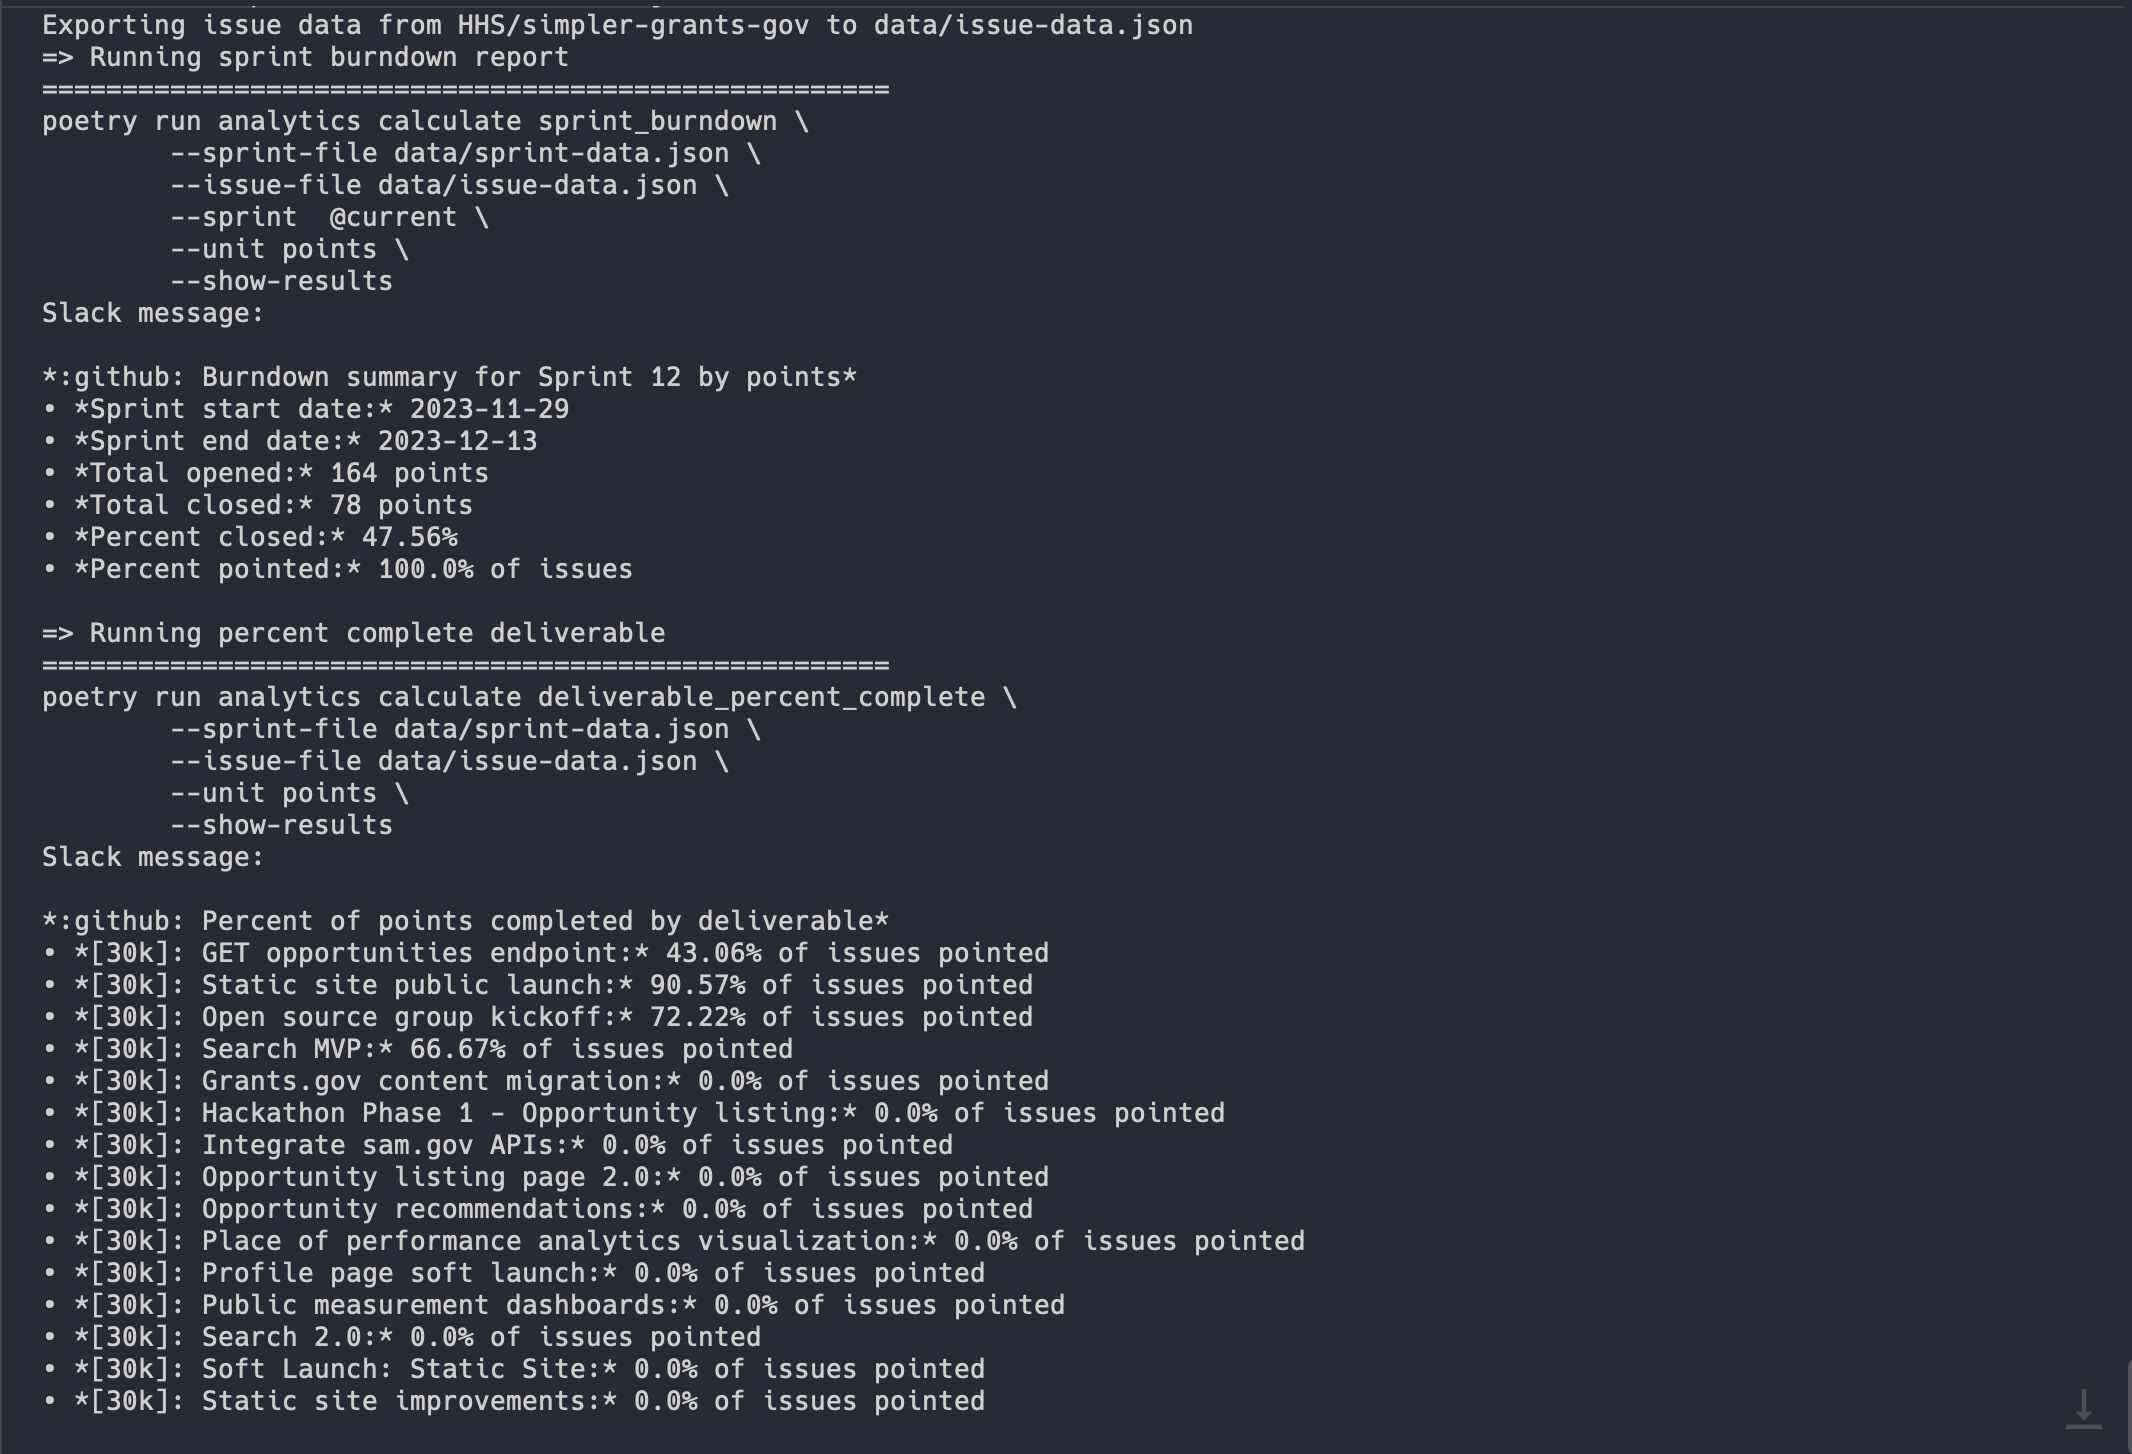 Exporting issue data from HHS/simpler-grants-gov to data/issue-data.json
=> Running sprint burndown report
=====================================================
poetry run analytics calculate sprint_burndown \
        --sprint-file data/sprint-data.json \
        --issue-file data/issue-data.json \
        --sprint  @current \
        --unit points \
        --show-results
Slack message:

*:github: Burndown summary for Sprint 12 by points*
• *Sprint start date:* 2023-11-29
• *Sprint end date:* 2023-12-13
• *Total opened:* 164 points
• *Total closed:* 78 points
• *Percent closed:* 47.56%
• *Percent pointed:* 100.0% of issues

=> Running percent complete deliverable
=====================================================
poetry run analytics calculate deliverable_percent_complete \
        --sprint-file data/sprint-data.json \
        --issue-file data/issue-data.json \
        --unit points \
        --show-results
Slack message:

*:github: Percent of points completed by deliverable*
• *[30k]: GET opportunities endpoint:* 43.06% of issues pointed
• *[30k]: Static site public launch:* 90.57% of issues pointed
• *[30k]: Open source group kickoff:* 72.22% of issues pointed
• *[30k]: Search MVP:* 66.67% of issues pointed
• *[30k]: Grants.gov content migration:* 0.0% of issues pointed
• *[30k]: Hackathon Phase 1 - Opportunity listing:* 0.0% of issues pointed
• *[30k]: Integrate sam.gov APIs:* 0.0% of issues pointed
• *[30k]: Opportunity listing page 2.0:* 0.0% of issues pointed
• *[30k]: Opportunity recommendations:* 0.0% of issues pointed
• *[30k]: Place of performance analytics visualization:* 0.0% of issues pointed
• *[30k]: Profile page soft launch:* 0.0% of issues pointed
• *[30k]: Public measurement dashboards:* 0.0% of issues pointed
• *[30k]: Search 2.0:* 0.0% of issues pointed
• *[30k]: Soft Launch: Static Site:* 0.0% of issues pointed
• *[30k]: Static site improvements:* 0.0% of issues pointed